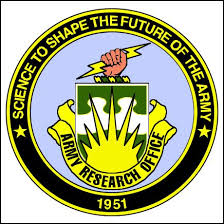 ★ SCIENCE TO SHAPE THE FUTURE OF THE ARMY ★
ARMY RESEARCH OFFICE
1951